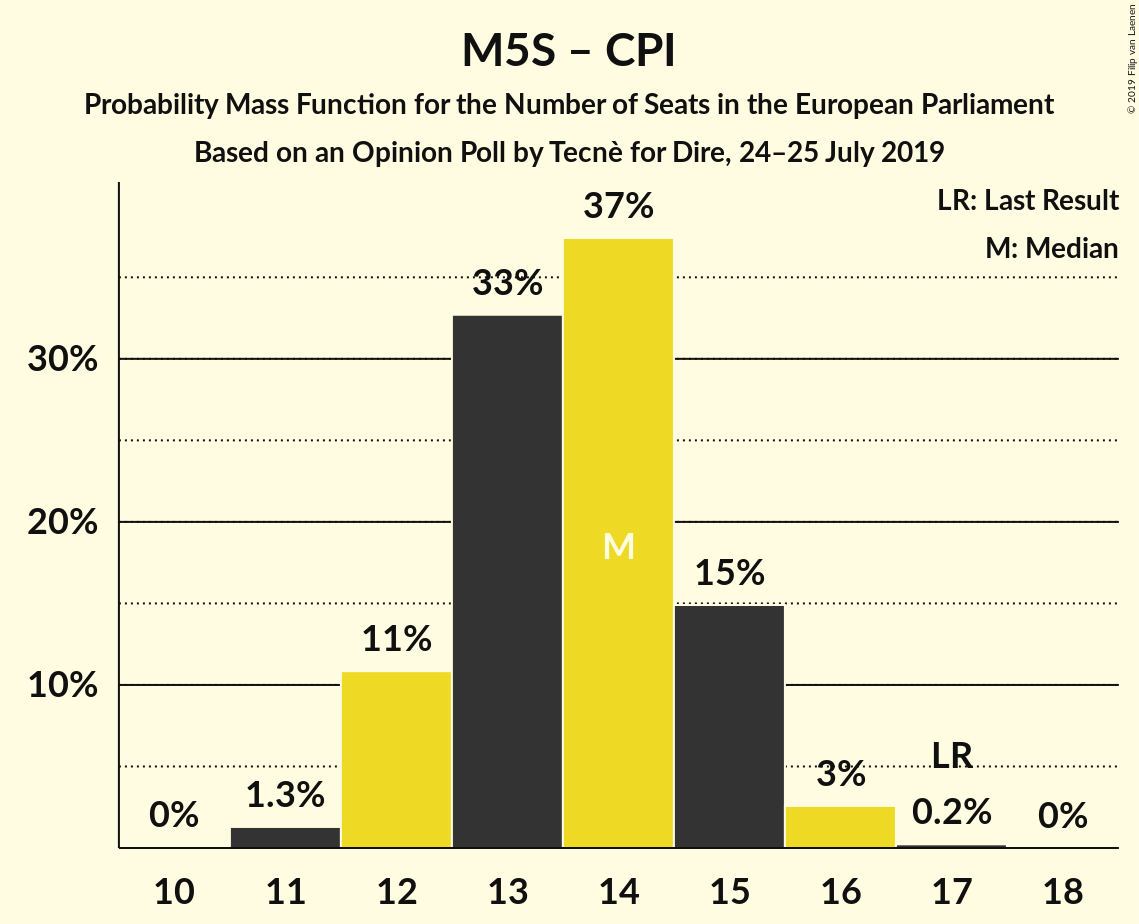 M5S – CPI
Probability Mass Function for the Number of Seats in the European Parliament
Based on an Opinion Poll by Tecnè for Dire, 24–25 July 2019
© 2019 Filip van Laenen
LR: Last Result
M: Median
37%
33%
30%
20%
M
15%
11%
10%
LR
3%
1.3%
0.2%
0%
0%
10 11 12 13 14 15 16 17 18